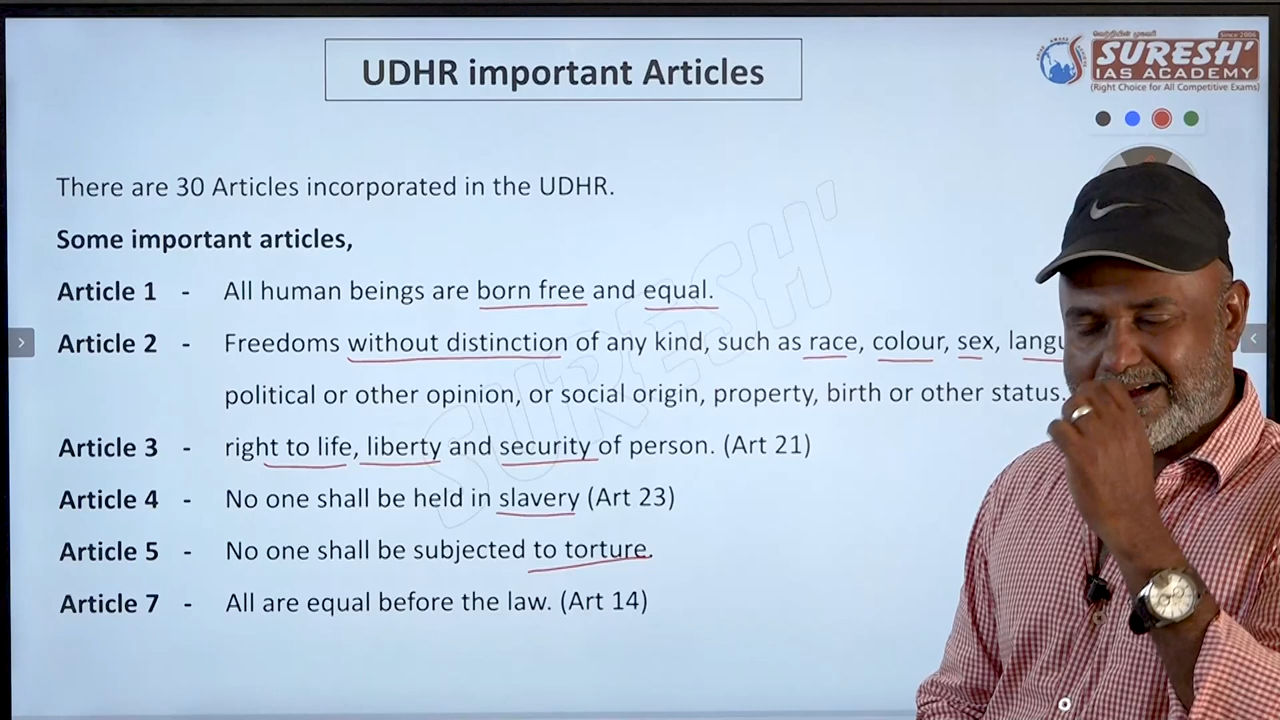 UDHR important Articles
Since 2006
SURESH'
IAS ACADEMY
(Right Choice for All Competitive Exams)
There are 30 Articles incorporated in the UDHR.
Some important articles,
Article 1 - All human beings are born free and equal.
Article 2 - Freedoms without distinction of any kind, such as race, colour, sex,
political or other opinion, or social origin, property, birth or other status.
Article 3 - right to life, liberty and security of person. (Art 21)
Article 4 - No one shall be held in slavery (Art 23)
Article 5 - No one shall be subjected to torture.
Article 7 - All are equal before the law. (Art 14)
SURESH'